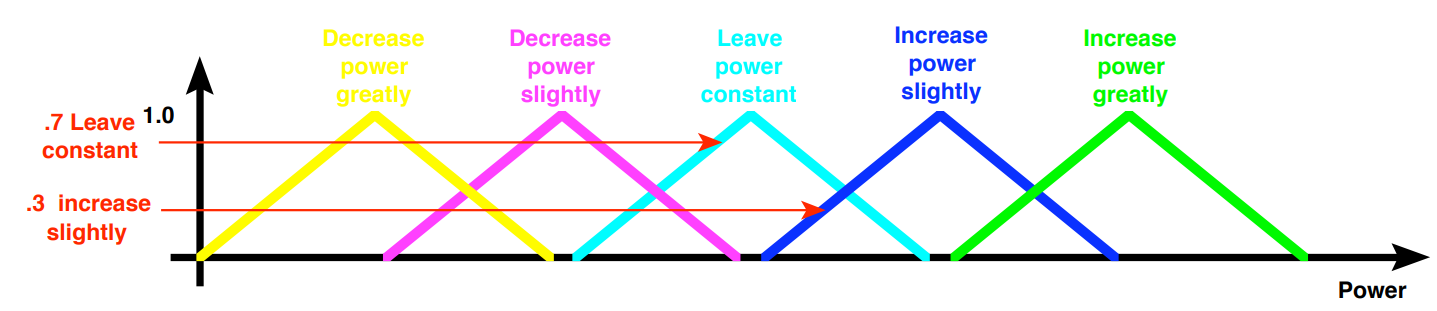 Decrease
power
greatly
Decrease
power
slightly
Leave
power
constant
Increase
power
slightly
Increase
power
greatly
1.0
.7 Leave
constant
.3 increase
slightly
Power